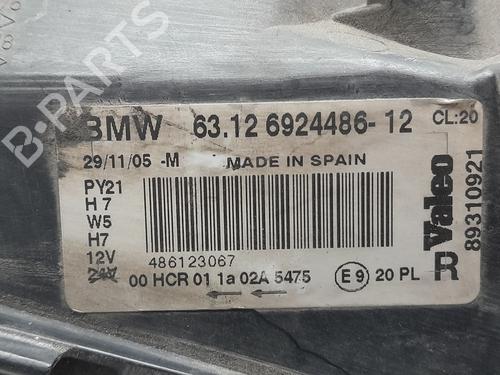 BMW 63.12 6924486-12 CL:20
29/11/05 -M MADE IN SPAIN
PY21
H7
W5
H7
12V
24V
486123067
00 HCR 01 1a 02A 5475
E9 20 PL
Valeo
89310921
R
B-PARTS